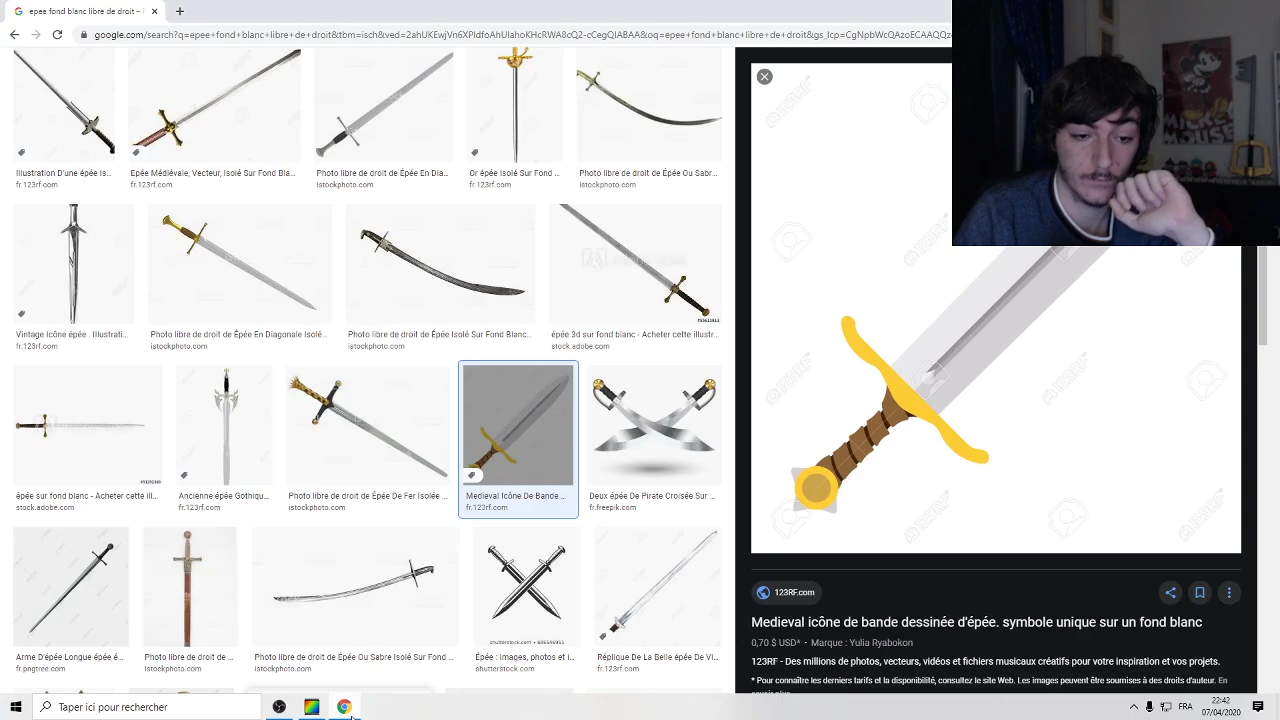 epee fond blanc libre de droit -
google.com/search?q=epee+fond+blanc+libre+de+droit&tbm=isch&ved=2ahUKEwjVn6XPldfoAhUIahoKHcRWA8cQ2-cCegQIABAA&oq=epee+fond+blanc+libre+de+droit&gs_lcp=CgNpbWcQAzoECAAQQz
MICKEY
MOUSE
123RF
Illustration D'une épée is...
fr.123rf.com
Epée Médiévale, Vecteur, Isolé Sur Fond Bla...
fr.123rf.com
Photo libre de droit de Épée Isolé Sur Fond ...
istockphoto.com
Or épée Isolé Sur Fond ...
istockphoto.com
Photo libre de droit de Épée Ou Sabre...
istockphoto.com
Vintage Icône épée - Illustrati...
fr.123rf.com
Photo libre de droit de Épée En Diagonale Isolé...
istockphoto.com
Photo libre de droit de Épée Isolé Sur Fond Blanc...
istockphoto.com
épée 3d sur fond blanc - Acheter cette illustr...
stock.adobe.com
épée sur fond blanc - Acheter cette ill...
stock.adobe.com
Ancienne épée Gothiqu...
fr.123rf.com
Photo libre de droit de Épée De Fer Isolée ...
istockphoto.com
Medieval Icône De Bande ...
fr.123rf.com
Deux épée De Pirate Croisée Sur ...
fr.freepik.com
Arme D'épée Longue épée é...
fr.123rf.com
Photo libre de droit de ...
istockphoto.com
Photo libre de droit de Épée Ou Sabre Isolé Sur Fond ...
istockphoto.com
Épée : images, photos et i...
shutterstock.com
Réplique De La Belle épée De Vi...
fr.123rf.com
123RF.com
Medieval icône de bande dessinée d'épée. symbole unique sur un fond blanc
0,70 $ USD* • Marque : Yulia Ryabokon
123RF - Des millions de photos, vecteurs, vidéos et fichiers musicaux créatifs pour votre inspiration et vos projets.
* Pour connaître les derniers tarifs et la disponibilité, consultez le site Web. Les images peuvent être soumises à des droits d'auteur. En
savoir plus
Taper ici pour rechercher
FRA
22:42
07/04/2020